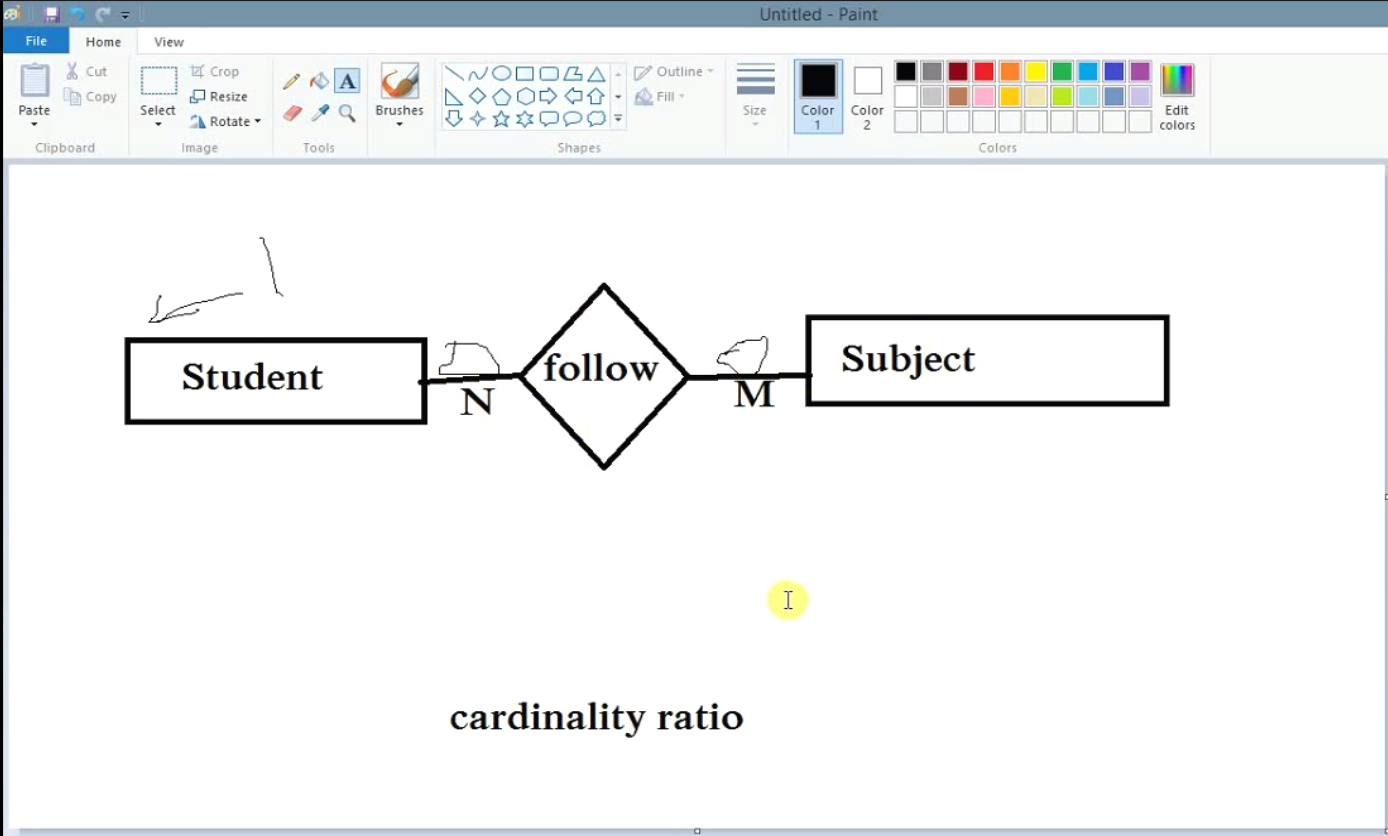 Untitled - Paint
File Home View
Paste
Cut
Copy
Clipboard
Select
Crop
Resize
Rotate
Image
A
Tools
Brushes
Shapes
Outline
Fill
Size
Color 1
Color 2
Colors
Edit colors
Student
N
follow
M
Subject
cardinality ratio